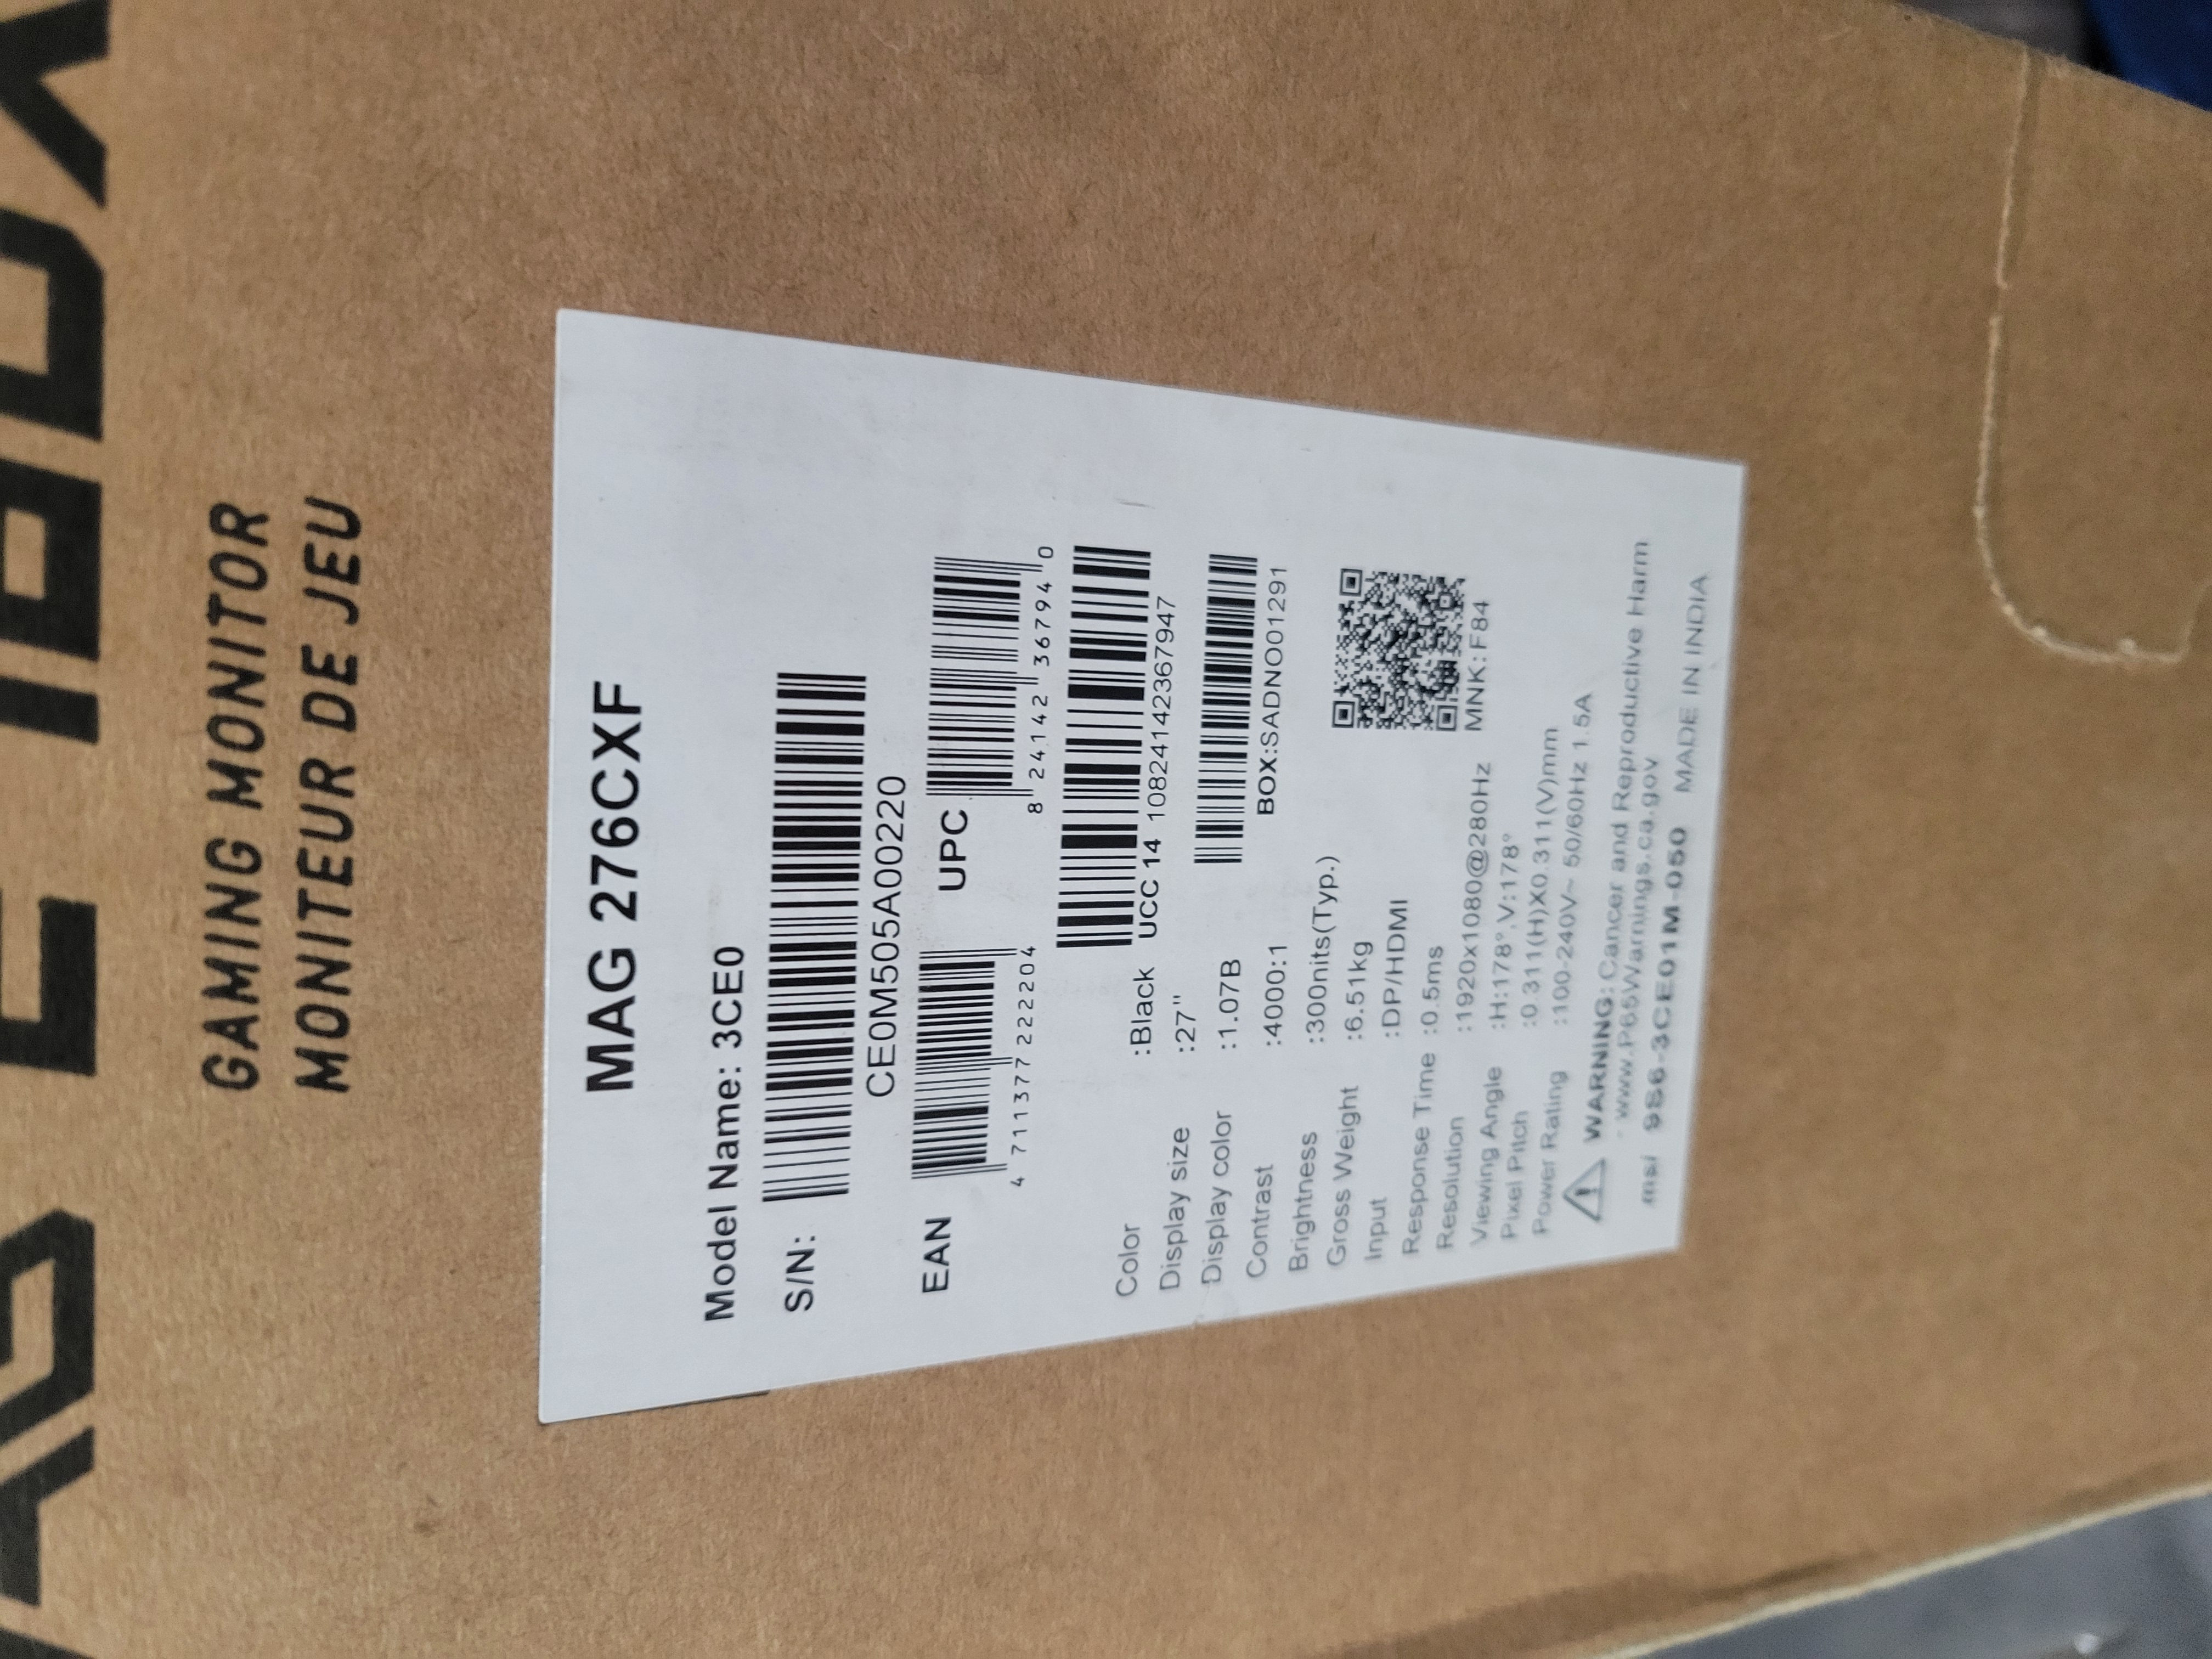 GAMING MONITOR
MONITEUR DE JEU
MAG 276CXF
Model Name: 3CE0
S/N:
CE0M505A00220
EAN
4 711377 222204
UPC
8 24142 36794 0
UCC 14 10824142367947
BOX:SADNO001291
MNK:F84
Color :Black
Display size :27"
Display color :1.07B
Contrast :4000:1
Brightness :300nits(Typ.)
Gross Weight :6.51kg
Input :DP/HDMI
Response Time :0.5ms
Resolution :1920x1080@280Hz
Viewing Angle :H:178°,V:178°
Pixel Pitch :0.311(H)X0.311(V)mm
Power Rating :100-240V~ 50/60Hz 1.5A
WARNING: Cancer and Reproductive Harm
- www.P65Warnings.ca.gov
msi 9S6-3CE01M-050 MADE IN INDIA